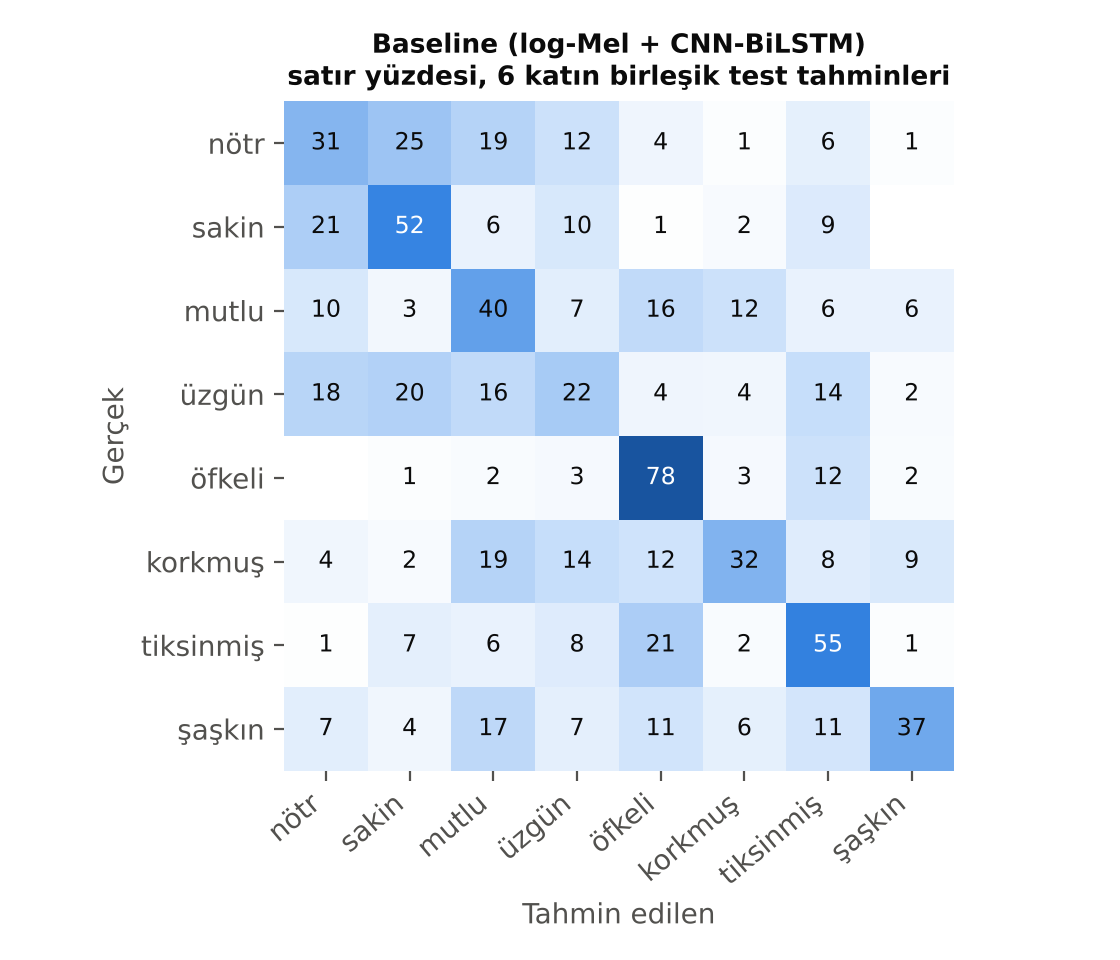 Baseline (log-Mel + CNN-BiLSTM)
satır yüzdesi, 6 katın birleşik test tahminleri
nötr 31 25 19 12 4 1 6 1
sakin 21 52 6 10 1 2 9
mutlu 10 3 40 7 16 12 6 6
üzgün 18 20 16 22 4 4 14 2
öfkeli 1 2 3 78 3 12 2
korkmuş 4 2 19 14 12 32 8 9
tiksinmiş 1 7 6 8 21 2 55 1
şaşkın 7 4 17 7 11 6 11 37
Gerçek
nötr sakin mutlu üzgün öfkeli korkmuş tiksinmiş şaşkın
Tahmin edilen